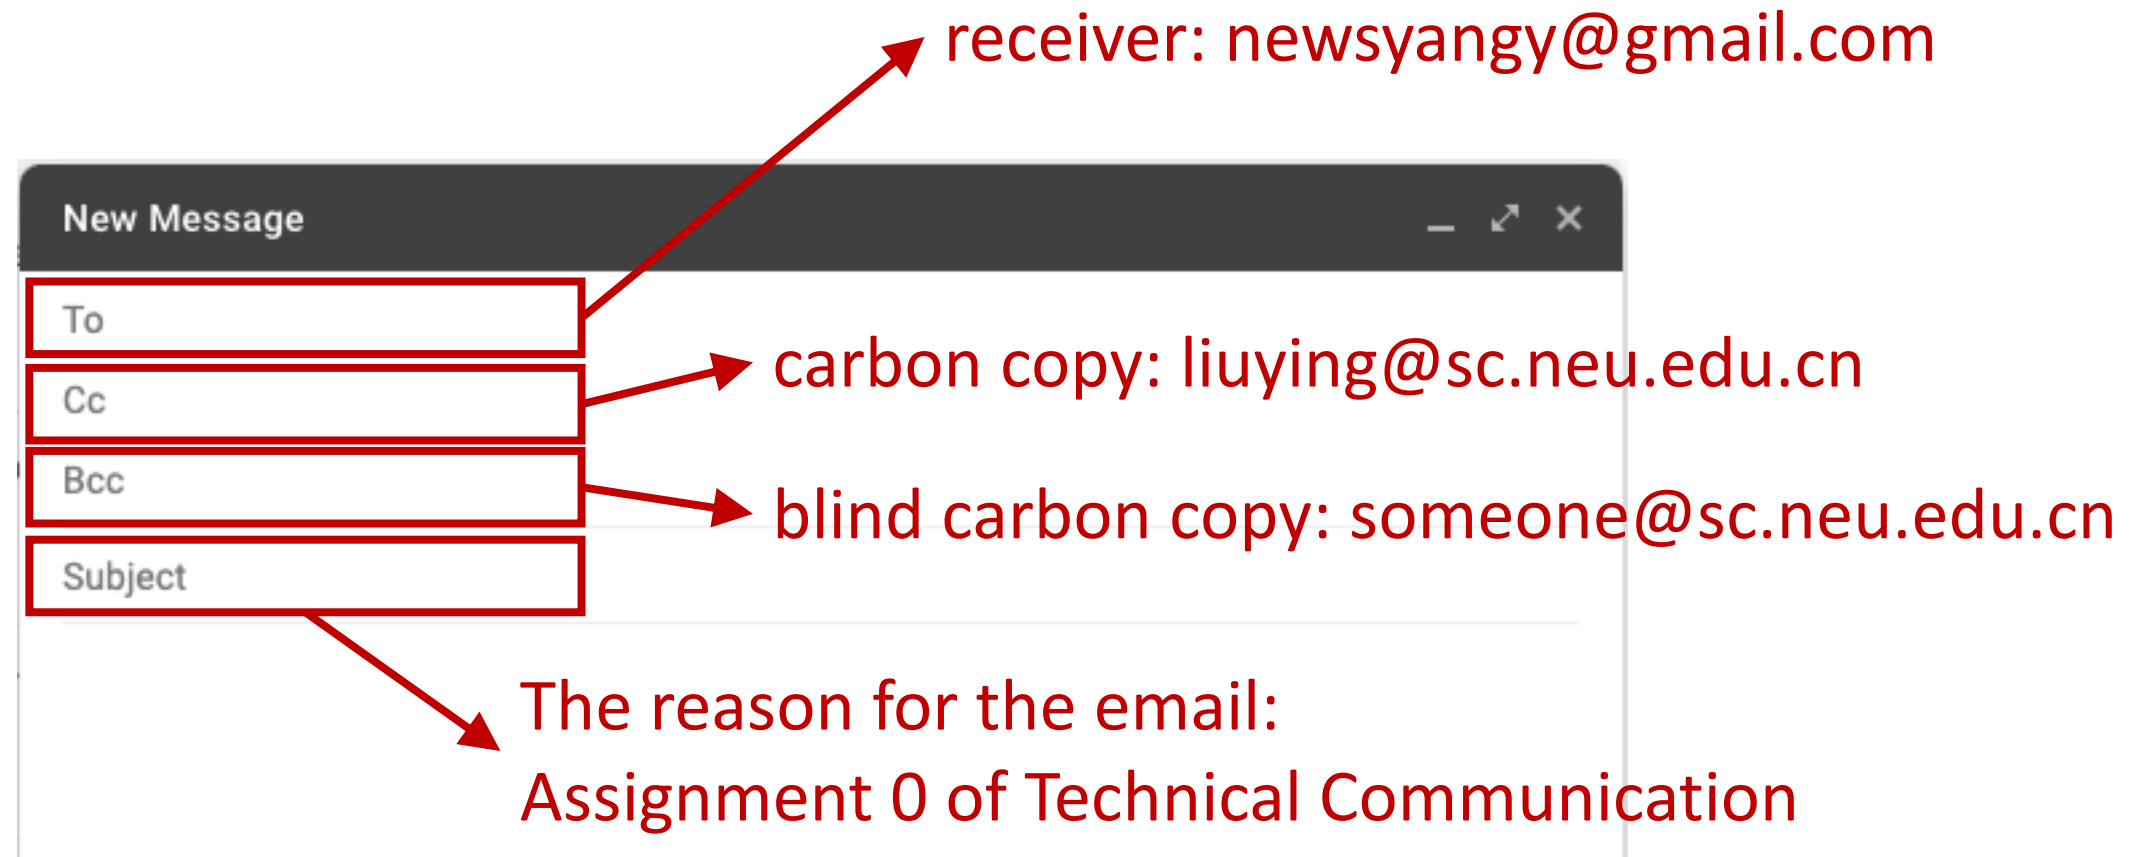 receiver: newsyangy@gmail.com
New Message
To
carbon copy: liuying@sc.neu.edu.cn
Cc
Bcc
blind carbon copy: someone@sc.neu.edu.cn
Subject
The reason for the email:
Assignment 0 of Technical Communication